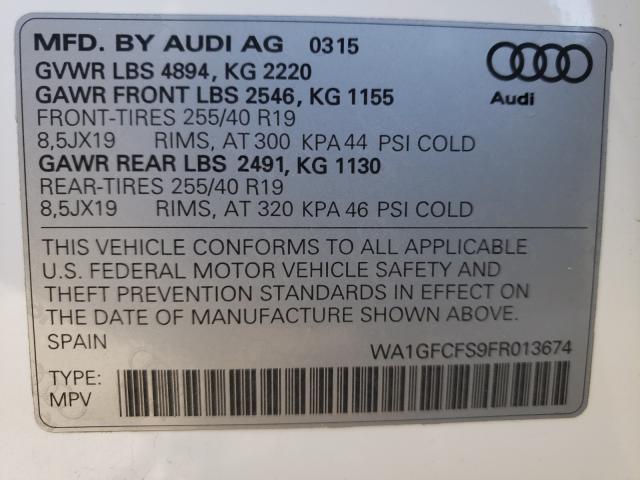 MFD. BY AUDI AG 0315
GVWR LBS 4894, KG 2220
GAWR FRONT LBS 2546, KG 1155
Audi
FRONT-TIRES 255/40 R19
8,5JX19 RIMS, AT 300 KPA 44 PSI COLD
GAWR REAR LBS 2491, KG 1130
REAR-TIRES 255/40 R19
8,5JX19 RIMS, AT 320 KPA 46 PSI COLD
THIS VEHICLE CONFORMS TO ALL APPLICABLE
U.S. FEDERAL MOTOR VEHICLE SAFETY AND
THEFT PREVENTION STANDARDS IN EFFECT ON
THE DATE OF MANUFACTURE SHOWN ABOVE.
SPAIN WA1GFCFS9FR013674
TYPE:
MPV